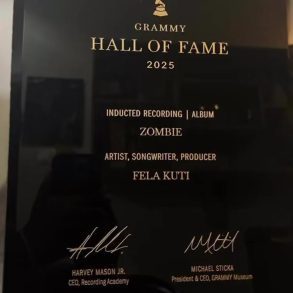 GRAMMY
HALL OF FAME
2025
INDUCTED RECORDING | ALBUM
ZOMBIE
ARTIST, SONGWRITER, PRODUCER
FELA KUTI
HARVEY MASON JR.
CEO, Recording Academy
MICHAEL STICKA
President & CEO, GRAMMY Museum